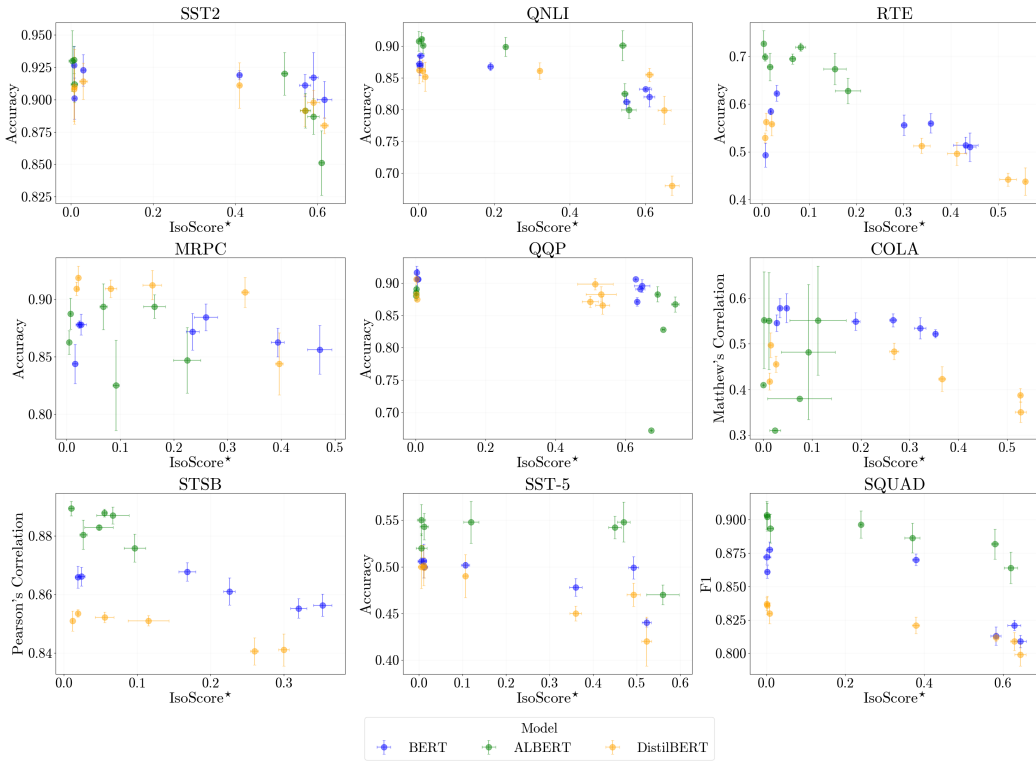 SST2
0.950
0.925
0.900
0.875
0.850
0.825
Accuracy
0.0 0.2 0.4 0.6
IsoScore★
QNLI
0.90
0.85
0.80
0.75
0.70
Accuracy
0.0 0.1 0.2 0.3 0.4 0.5 0.6 0.7
IsoScore★
RTE
0.7
0.6
0.5
0.4
Accuracy
0.0 0.1 0.2 0.3 0.4 0.5
IsoScore★
MRPC
0.90
0.85
0.80
Accuracy
0.0 0.1 0.2 0.3 0.4 0.5
IsoScore★
QQP
0.90
0.85
0.80
0.75
0.70
Accuracy
0.0 0.2 0.4 0.6
IsoScore★
COLA
0.6
0.5
0.4
0.3
Matthew's Correlation
0.0 0.1 0.2 0.3 0.4 0.5
IsoScore★
STSB
0.88
0.86
0.84
Pearson's Correlation
0.0 0.1 0.2 0.3
IsoScore★
SST-5
0.55
0.50
0.45
0.40
Accuracy
0.0 0.1 0.2 0.3 0.4 0.5 0.6
IsoScore★
SQUAD
0.900
0.875
0.850
0.825
0.800
F1
0.0 0.2 0.4 0.6
IsoScore★
Model
BERT ALBERT DistilBERT